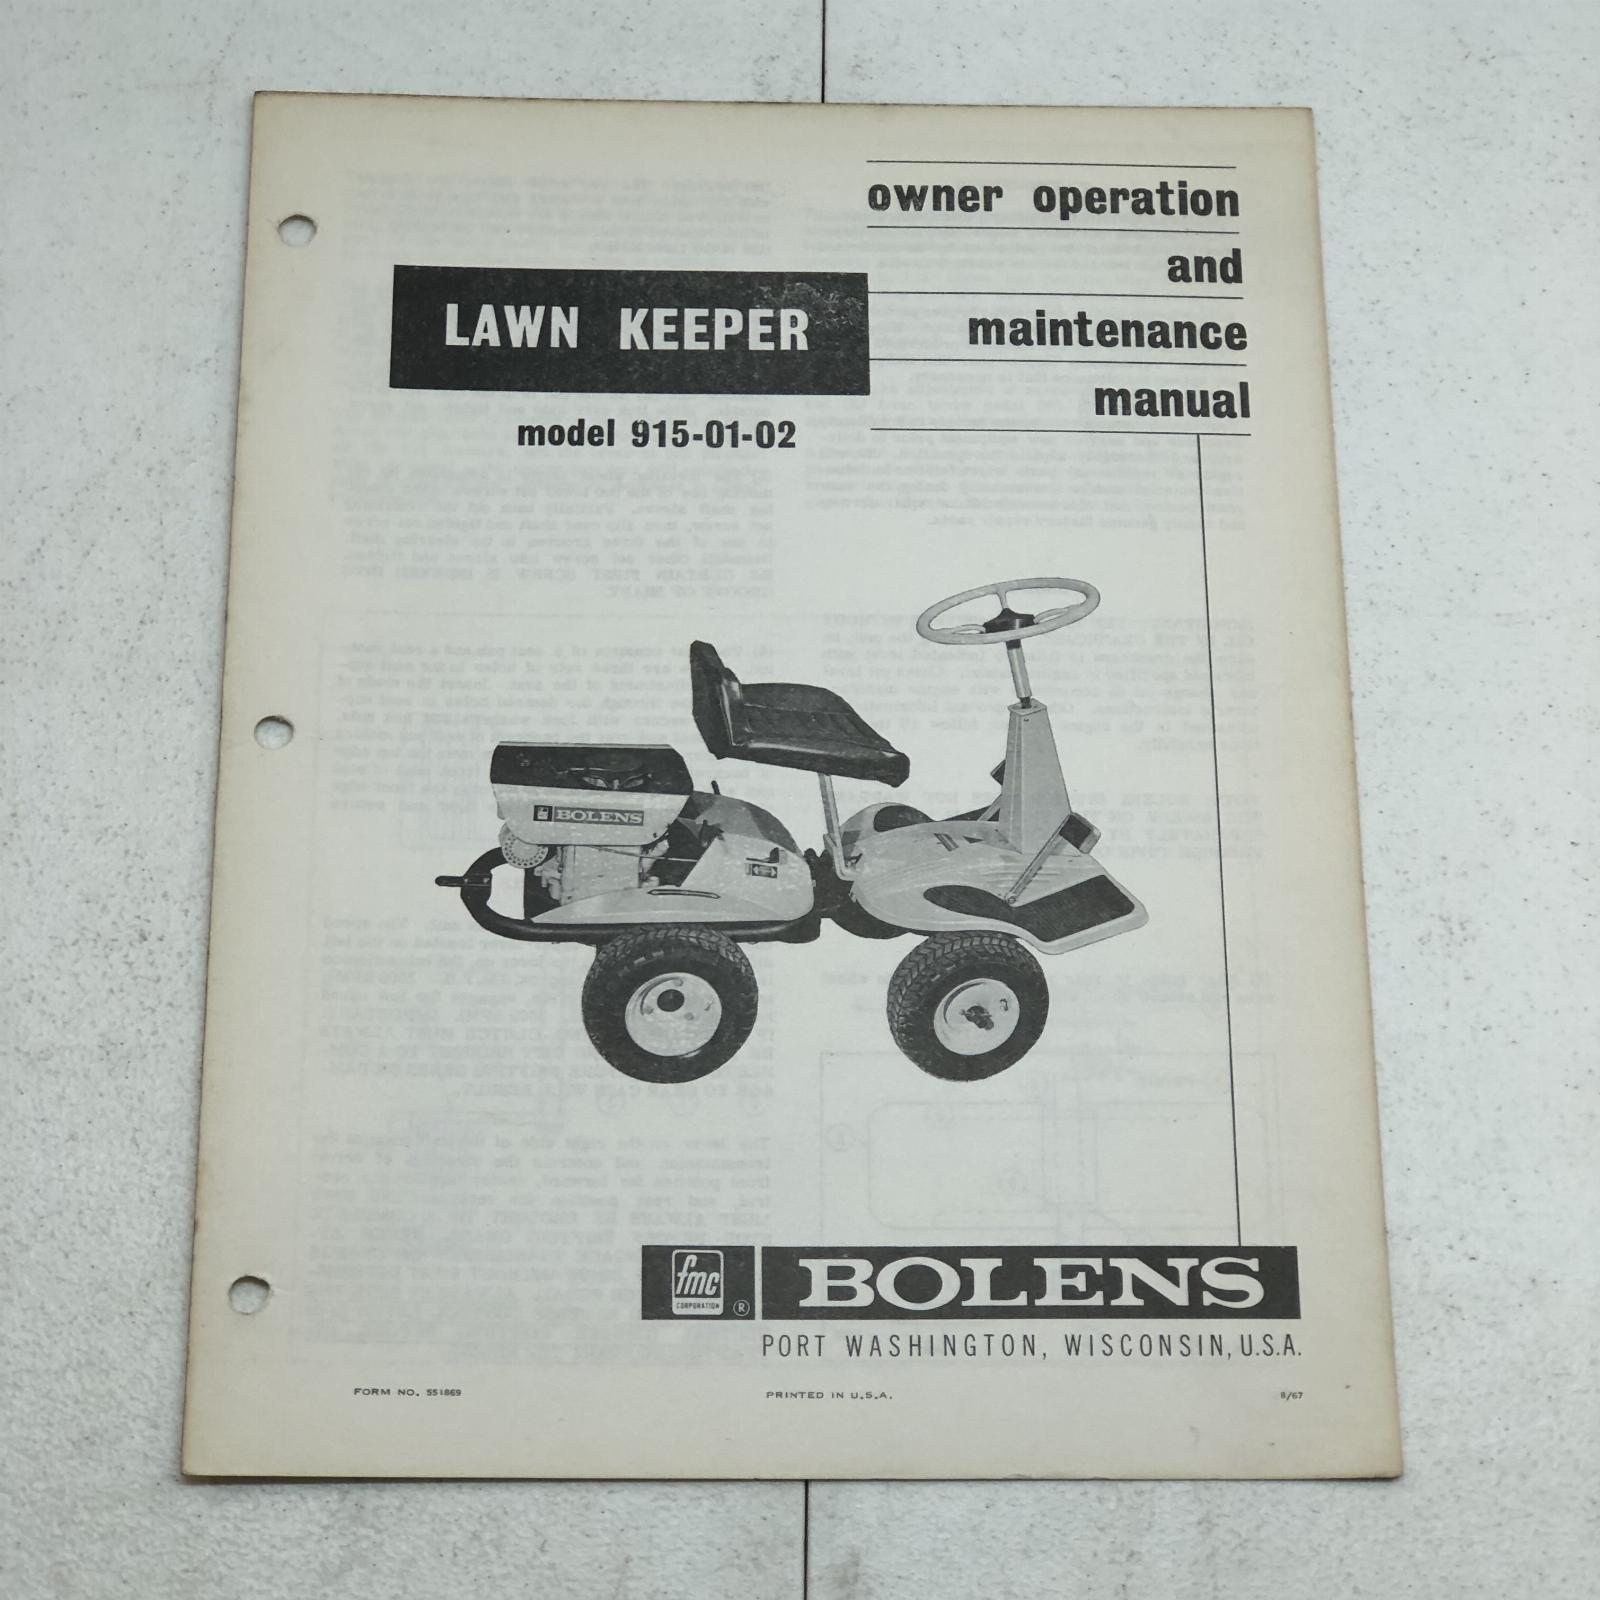 owner operation
and
maintenance
manual
LAWN KEEPER
model 915-01-02
BOLENS
fmc
CORPORATION
®
BOLENS
PORT WASHINGTON, WISCONSIN, U.S.A.
FORM NO. 551869
PRINTED IN U.S.A.
8/67